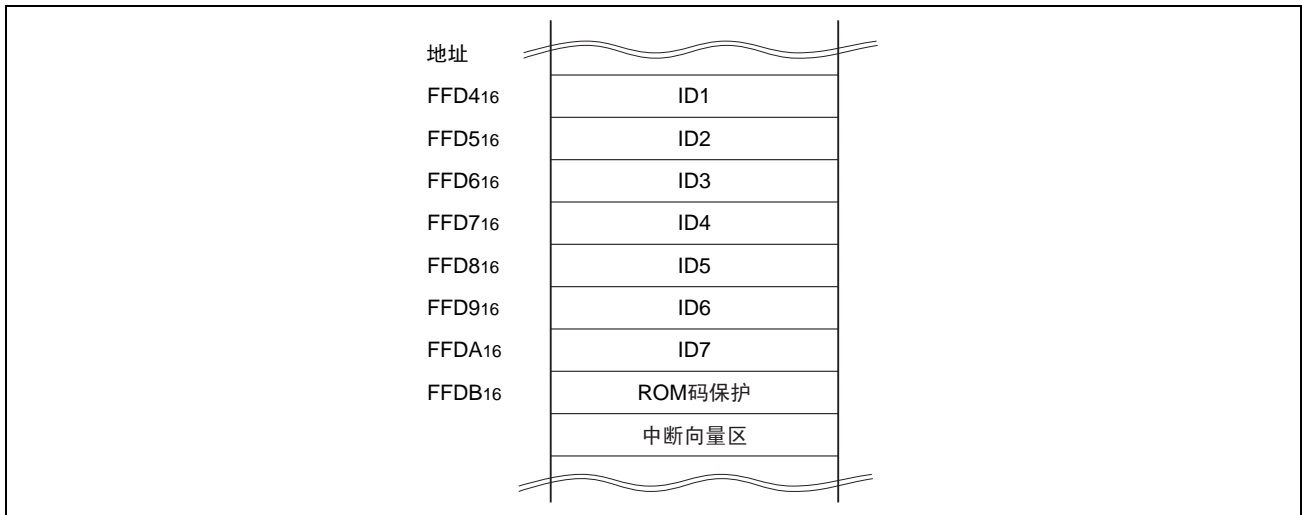 地址
FFD416 ID1
FFD516 ID2
FFD616 ID3
FFD716 ID4
FFD816 ID5
FFD916 ID6
FFDA16 ID7
FFDB16 ROM码保护
中断向量区